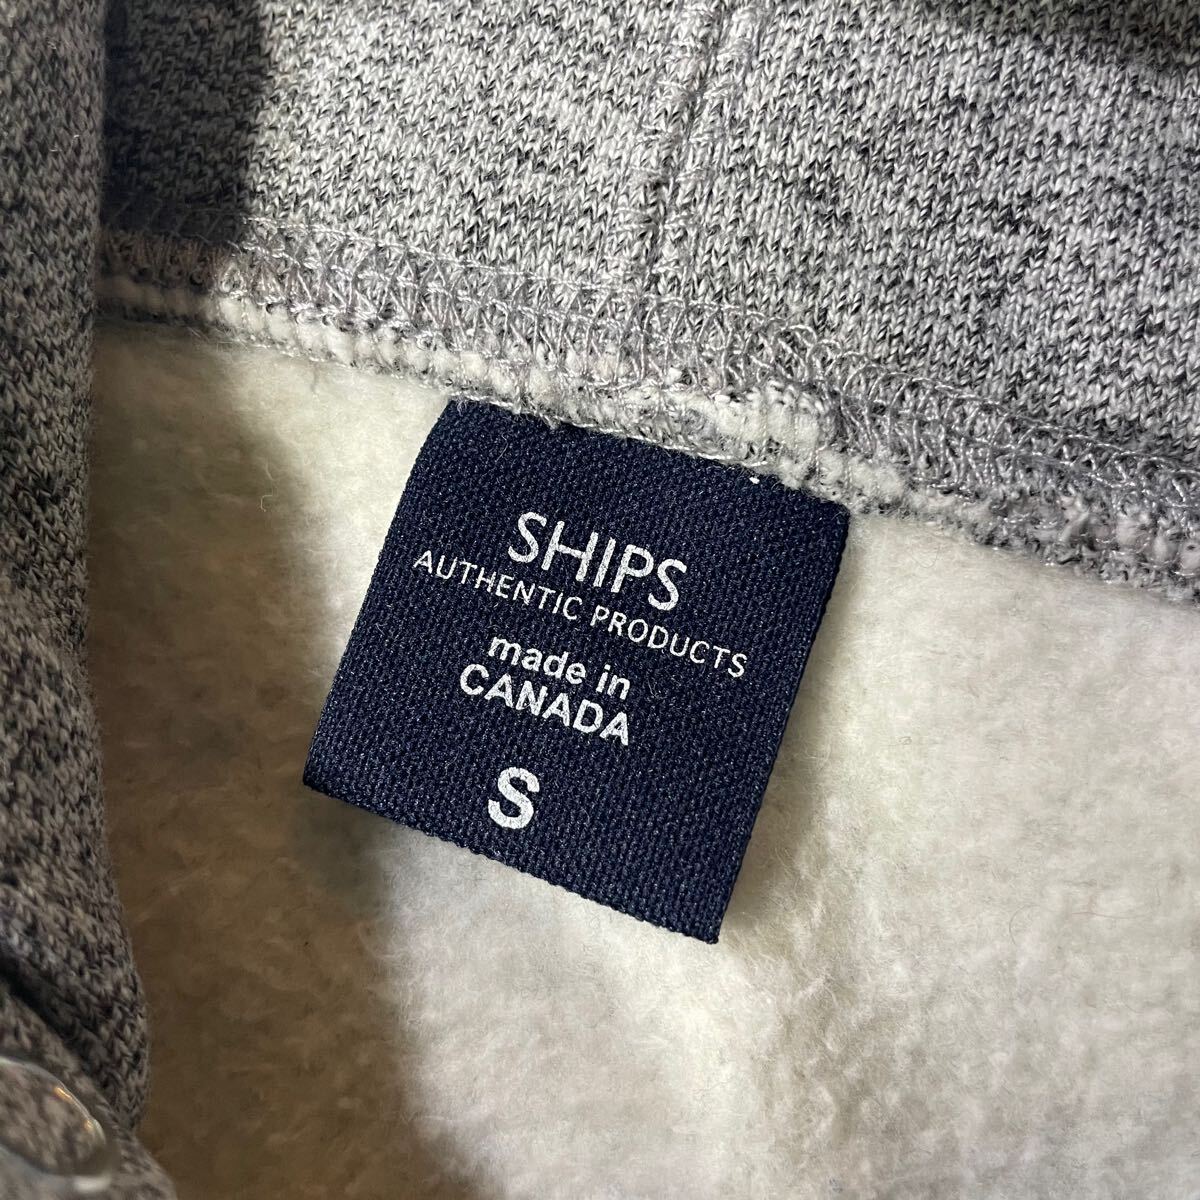 SHIPS
AUTHENTIC PRODUCTS
made in
CANADA
S